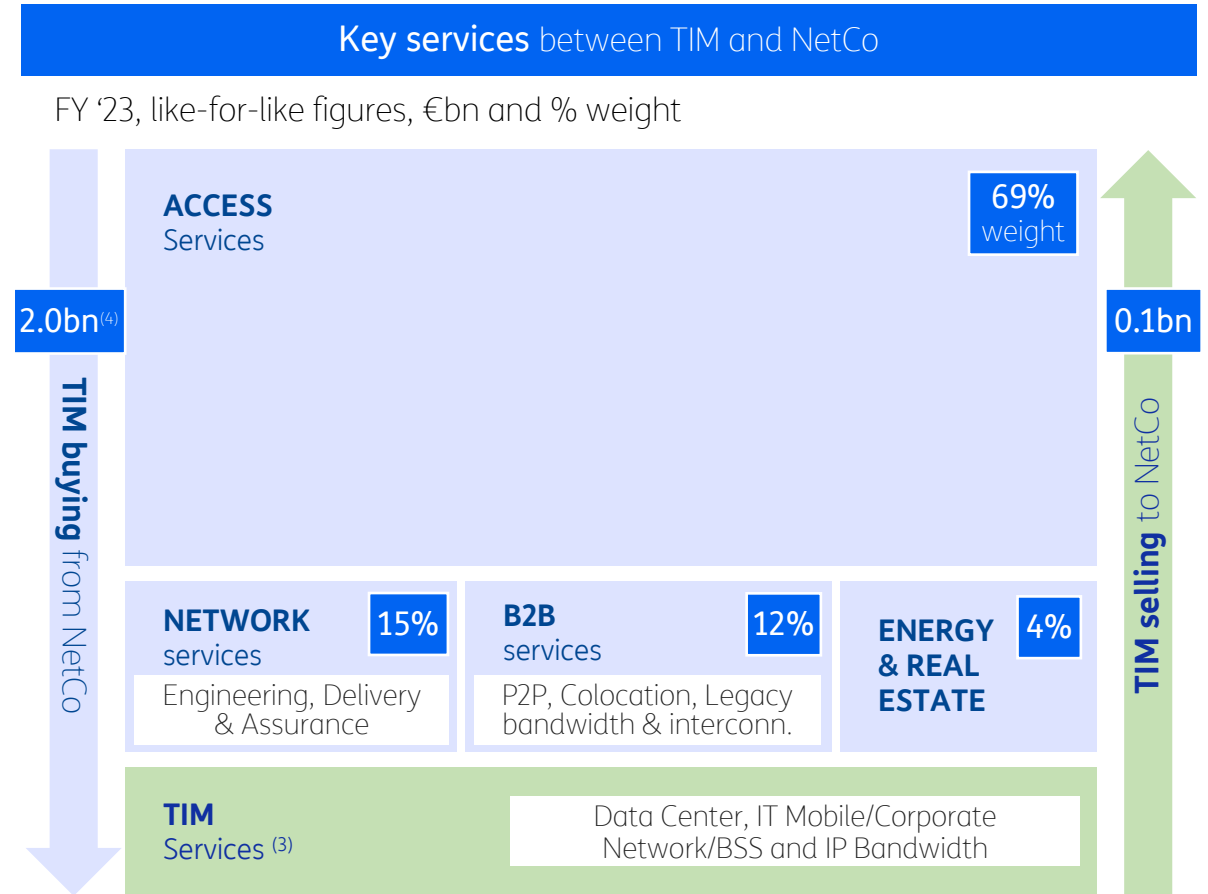 Key services between TIM and NetCo
FY ‘23, like-for-like figures, €bn and % weight
ACCESS
Services
69%
weight
2.0bn(4)
TIM buying from NetCo
0.1bn
TIM selling to NetCo
NETWORK
services
15%
Engineering, Delivery
& Assurance
B2B
services
12%
P2P, Colocation, Legacy
bandwidth & interconn.
ENERGY
& REAL
ESTATE
4%
TIM
Services (3)
Data Center, IT Mobile/Corporate
Network/BSS and IP Bandwidth